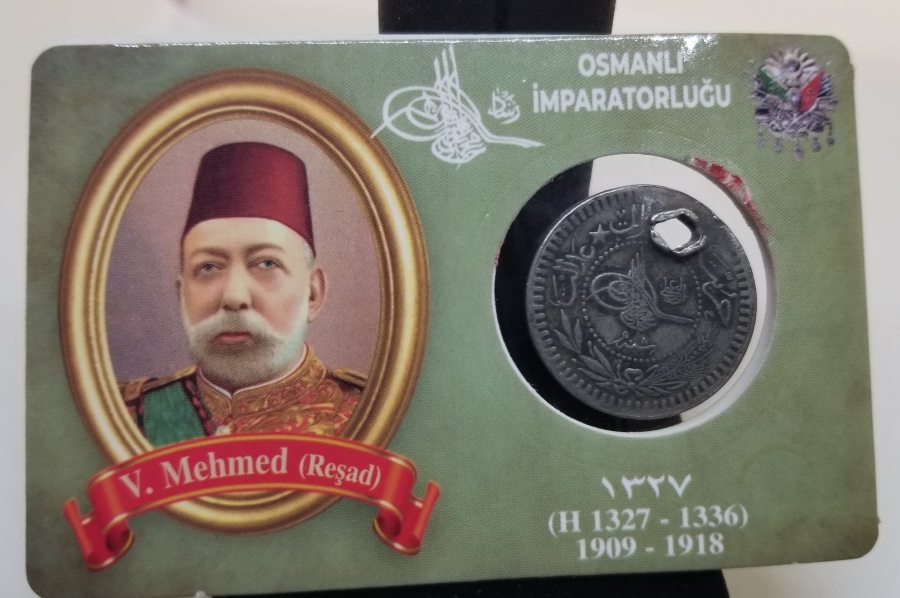 OSMANLI
İMPARATORLUĞU
V. Mehmed (Reşad)
١٣٢٧
(H 1327 - 1336)
1909 - 1918